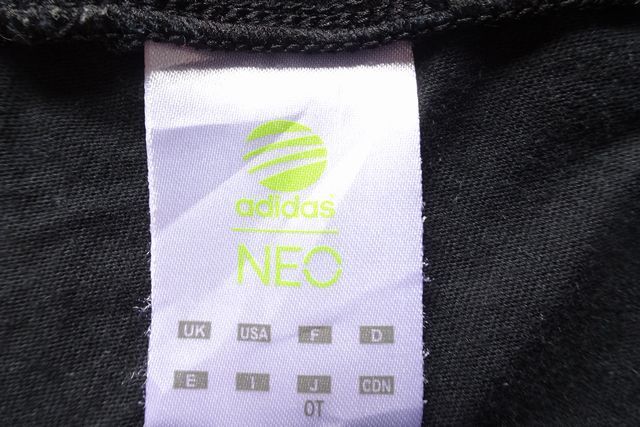 adidas
NEO
UK USA F D
E I J CDN
OT